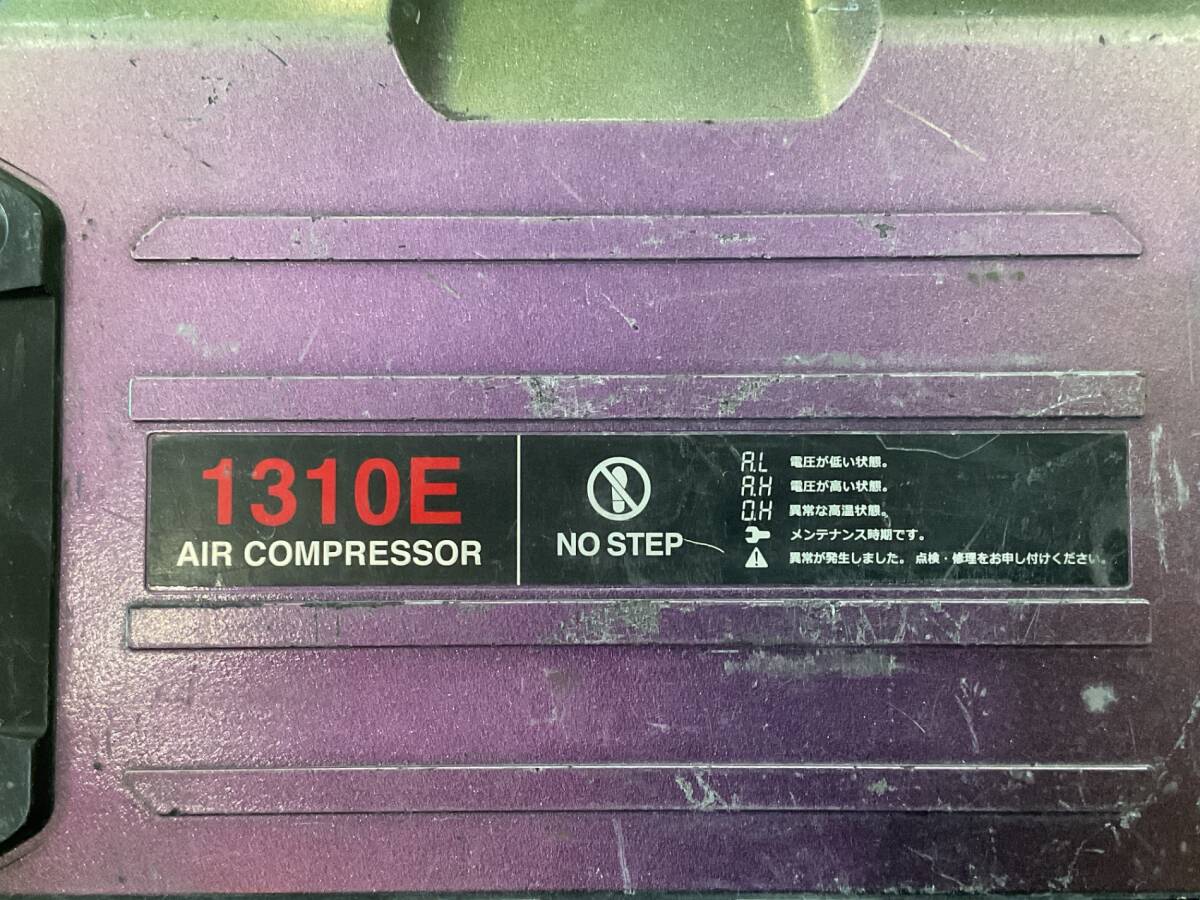 1310E
AIR COMPRESSOR
NO STEP
A.L 電圧が低い状態。
A.H 電圧が高い状態。
O.H 異常な高温状態。
メンテナンス時期です。
異常が発生しました。点検・修理をお申し付けください。